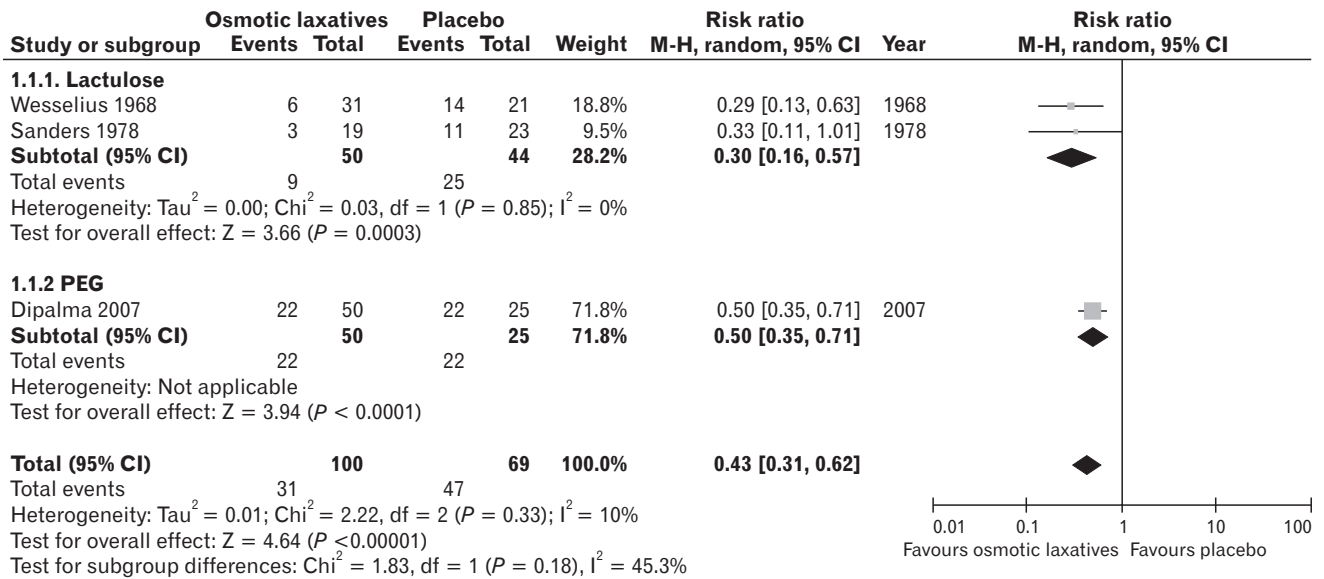 Osmotic laxatives Placebo Risk ratio Risk ratio
Study or subgroup Events Total Events Total Weight M-H, random, 95% CI Year M-H, random, 95% CI
1.1.1. Lactulose
Wesselius 1968 6 31 14 21 18.8% 0.29 [0.13, 0.63] 1968
Sanders 1978 3 19 11 23 9.5% 0.33 [0.11, 1.01] 1978
Subtotal (95% CI) 50 44 28.2% 0.30 [0.16, 0.57]
Total events 9 25
Heterogeneity: Tau² = 0.00; Chi² = 0.03, df = 1 (P = 0.85); I² = 0%
Test for overall effect: Z = 3.66 (P = 0.0003)
1.1.2 PEG
Dipalma 2007 22 50 22 25 71.8% 0.50 [0.35, 0.71] 2007
Subtotal (95% CI) 50 25 71.8% 0.50 [0.35, 0.71]
Total events 22 22
Heterogeneity: Not applicable
Test for overall effect: Z = 3.94 (P < 0.0001)
Total (95% CI) 100 69 100.0% 0.43 [0.31, 0.62]
Total events 31 47
Heterogeneity: Tau² = 0.01; Chi² = 2.22, df = 2 (P = 0.33); I² = 10%
Test for overall effect: Z = 4.64 (P <0.00001)
Test for subgroup differences: Chi² = 1.83, df = 1 (P = 0.18), I² = 45.3%
0.01 0.1 1 10 100
Favours osmotic laxatives Favours placebo